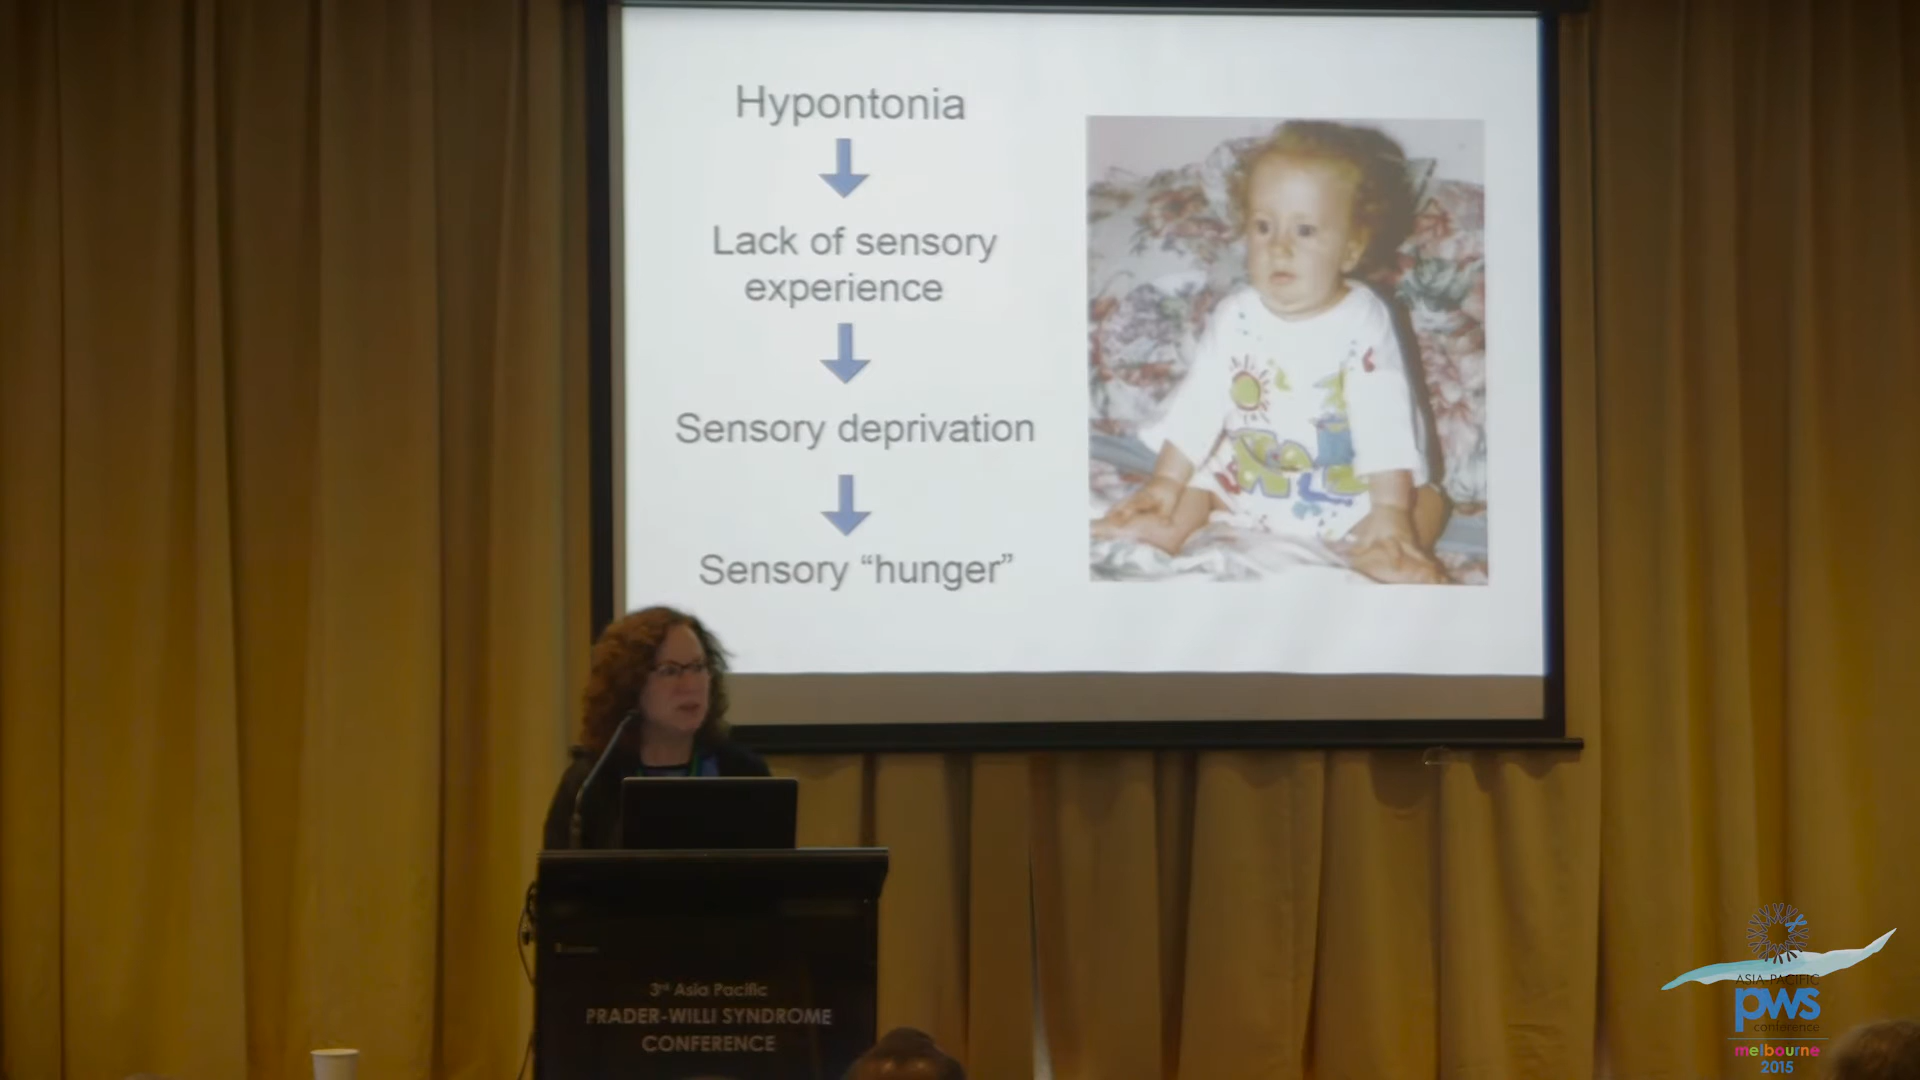 Hypontonia
Lack of sensory
experience
Sensory deprivation
Sensory “hunger”
3rd Asia Pacific
PRADER-WILLI SYNDROME
CONFERENCE
ASIA-PACIFIC
pws
conference
melbourne
2015